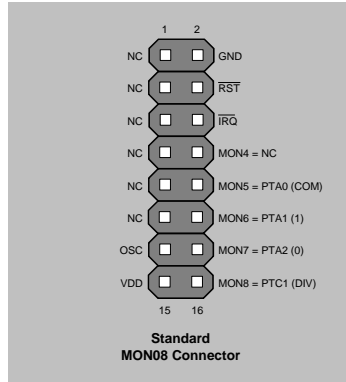 1 2
NC GND
NC RST
NC IRQ
NC MON4 = NC
NC MON5 = PTA0 (COM)
NC MON6 = PTA1 (1)
OSC MON7 = PTA2 (0)
VDD MON8 = PTC1 (DIV)
15 16
Standard
MON08 Connector